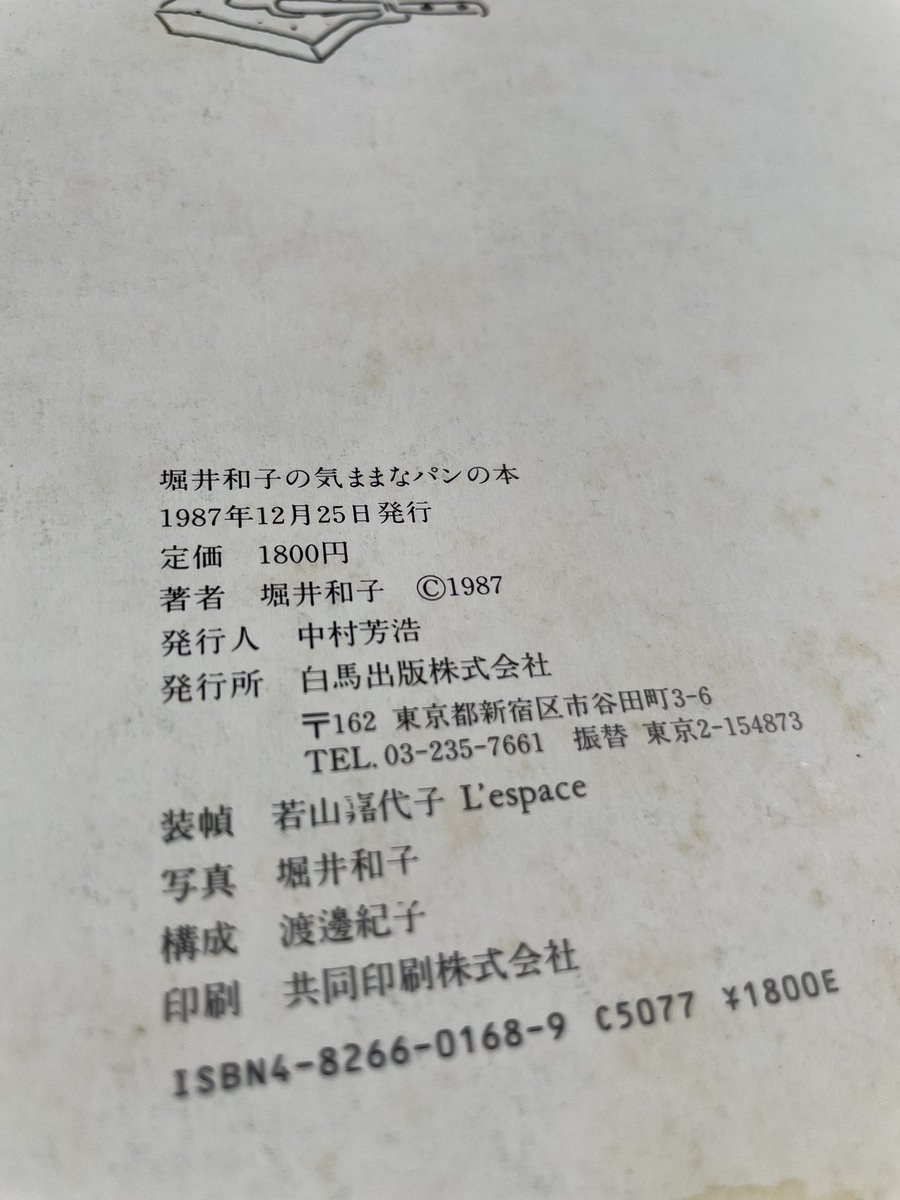 堀井和子の気ままなパンの本
1987年12月25日発行
定価　1800円
著者　堀井和子　©1987
発行人　中村芳浩
発行所　白馬出版株式会社
〒162 東京都新宿区市谷田町3-6
TEL. 03-235-7661　振替 東京2-154873
装幀　若山嘉代子 L'espace
写真　堀井和子
構成　渡邊紀子
印刷　共同印刷株式会社
ISBN4-8266-0168-9 C5077 ¥1800E